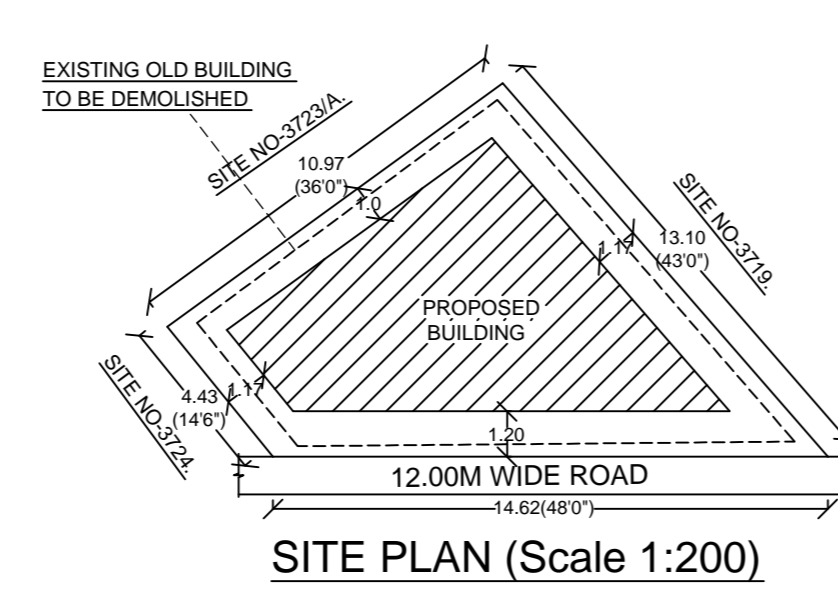 EXISTING OLD BUILDING
TO BE DEMOLISHED
SITE NO-3723/A.
10.97
(36'0")
1.0
SITE NO-3719.
13.10
(43'0")
1.17
PROPOSED
BUILDING
SITE NO-3724.
4.43
(14'6")
1.17
1.20
12.00M WIDE ROAD
14.62(48'0")
SITE PLAN (Scale 1:200)